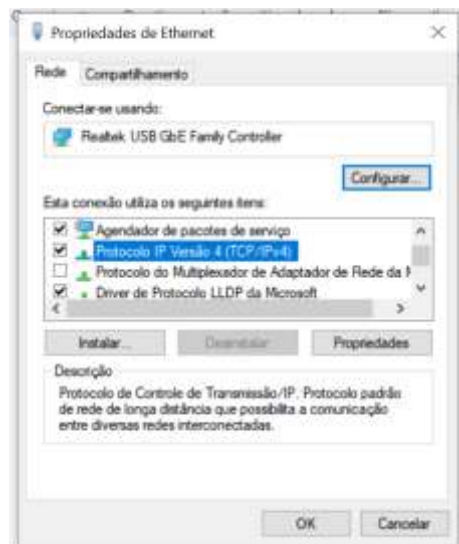 Propriedades de Ethernet
Rede Compartilhamento
Conectar-se usando:
Realtek USB GbE Family Controller
Configurar...
Esta conexão utiliza os seguintes itens:
Agendador de pacotes de serviço
Protocolo IP Versão 4 (TCP/IPv4)
Protocolo do Multiplexador de Adaptador de Rede da
Driver de Protocolo LLDP da Microsoft
Instalar... Desinstalar Propriedades
Descrição
Protocolo de Controle de Transmissão/IP. Protocolo padrão
de rede de longa distância que possibilita a comunicação
entre diversas redes interconectadas.
OK Cancelar